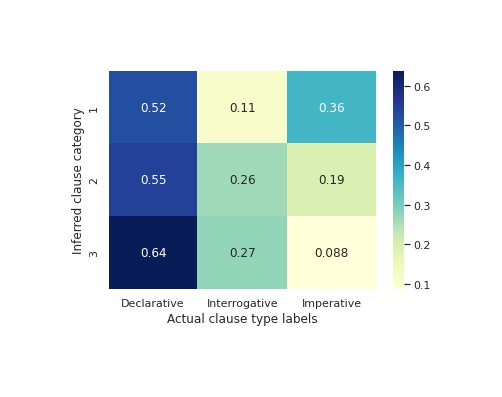 0.6
0.52 0.11 0.36
1
0.5
Inferred clause category
0.4
0.55 0.26 0.19
2
0.3
0.2
0.64 0.27 0.088
3
0.1
Declarative Interrogative Imperative
Actual clause type labels